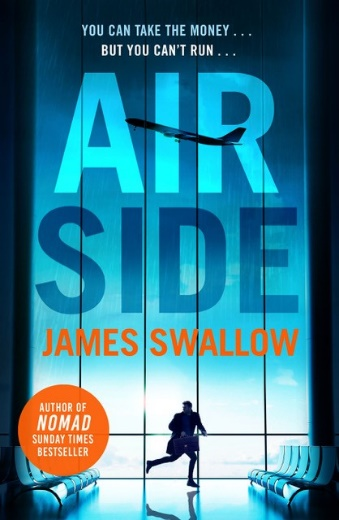 YOU CAN TAKE THE MONEY . . .
BUT YOU CAN'T RUN . . .
AIR
SIDE
JAMES SWALLOW
AUTHOR OF
NOMAD
SUNDAY TIMES
BESTSELLER